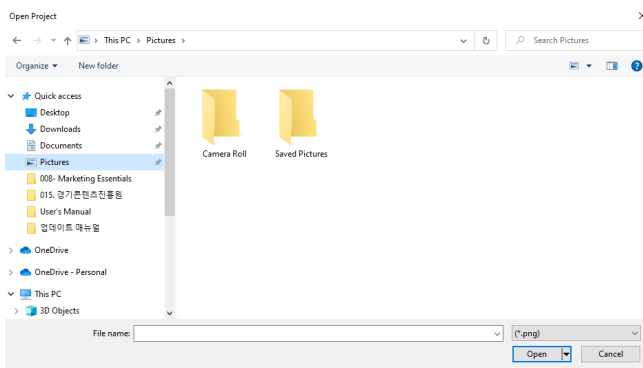 Open Project
This PC > Pictures >
Search Pictures
Organize
New folder
Quick access
Desktop
Downloads
Documents
Pictures
008- Marketing Essentials
015. 경기콘텐츠진흥원
User's Manual
업데이트 매뉴얼
OneDrive
OneDrive - Personal
This PC
3D Objects
Camera Roll
Saved Pictures
File name:
(*.png)
Open
Cancel